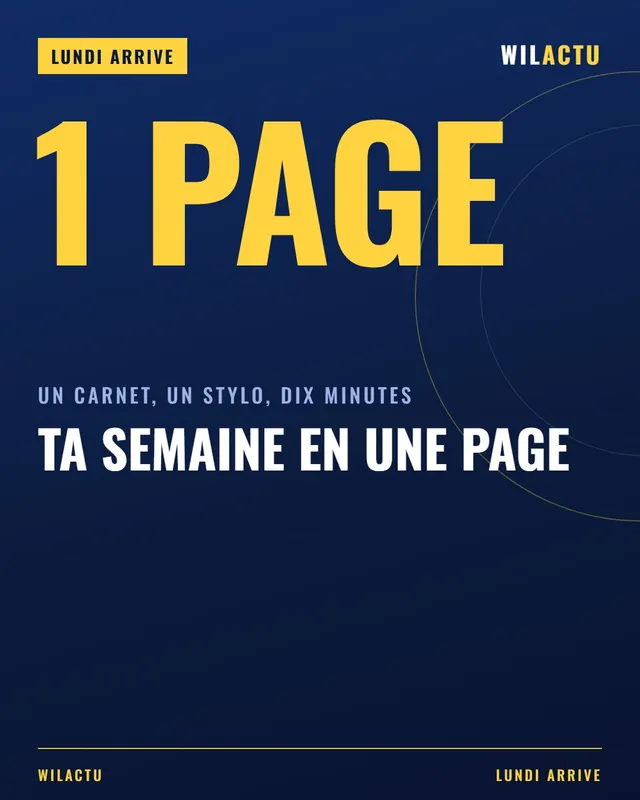 LUNDI ARRIVE
WILACTU
1 PAGE
UN CARNET, UN STYLO, DIX MINUTES
TA SEMAINE EN UNE PAGE
WILACTU
LUNDI ARRIVE